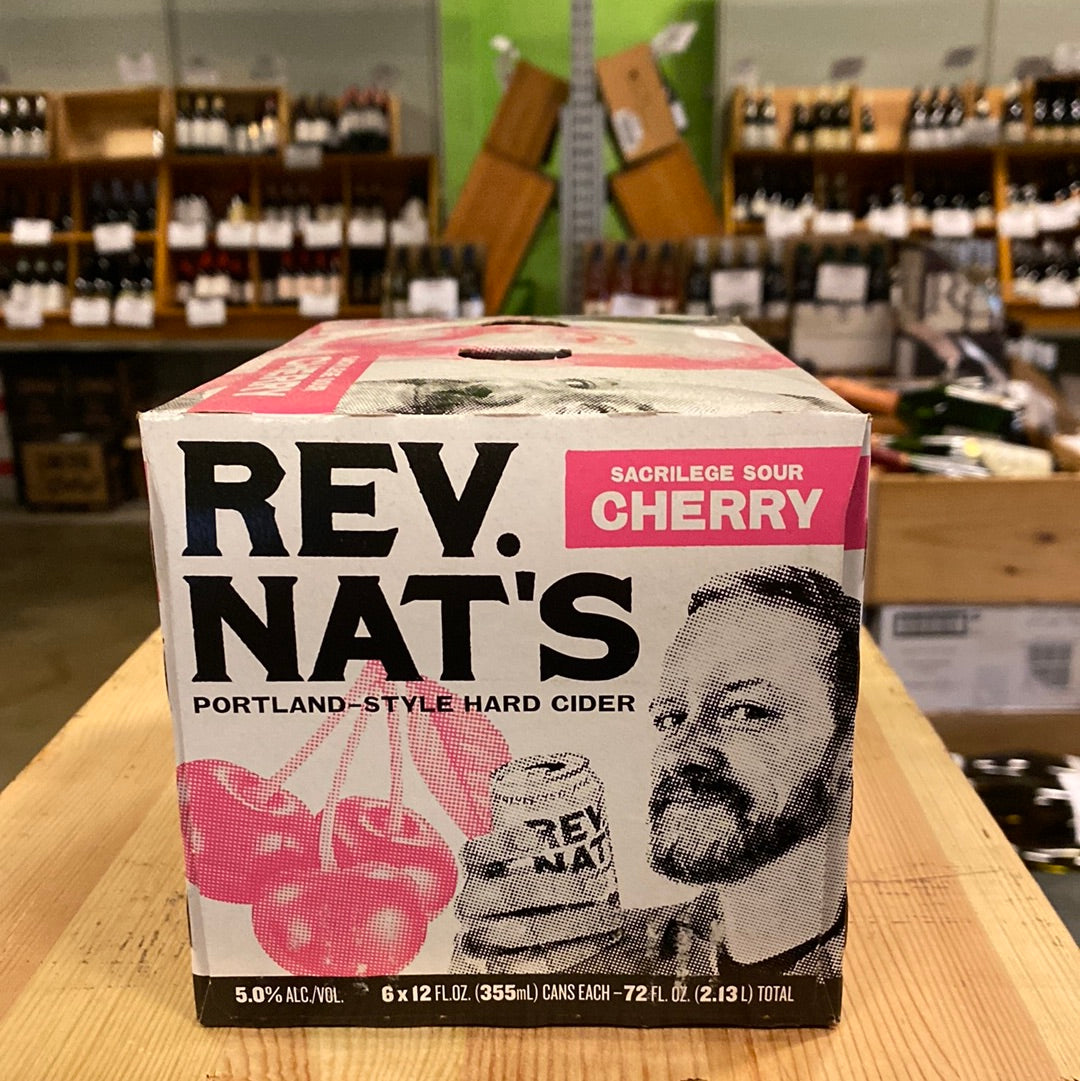 CHERRY
REV.
NAT'S
SACRILEGE SOUR
CHERRY
PORTLAND-STYLE HARD CIDER
REV
NAT
5.0% ALC./VOL. 6 x 12 FL.OZ. (355mL) CANS EACH - 72 FL. OZ. (2.13 L) TOTAL